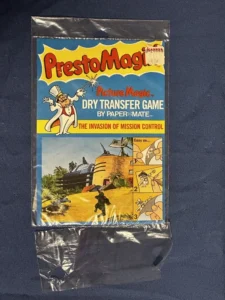 PrestoMagix
Picture Magic
DRY TRANSFER GAME
BY PAPER MATE
THE INVASION OF MISSION CONTROL